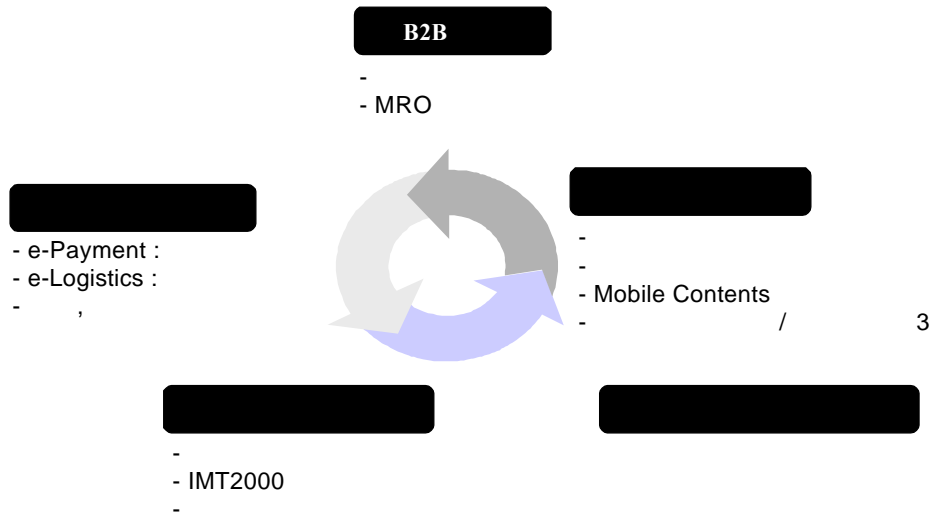 B2B
-
- MRO
- e-Payment :
- e-Logistics :
- ,
-
-
- Mobile Contents
- / 3
-
- IMT2000
-